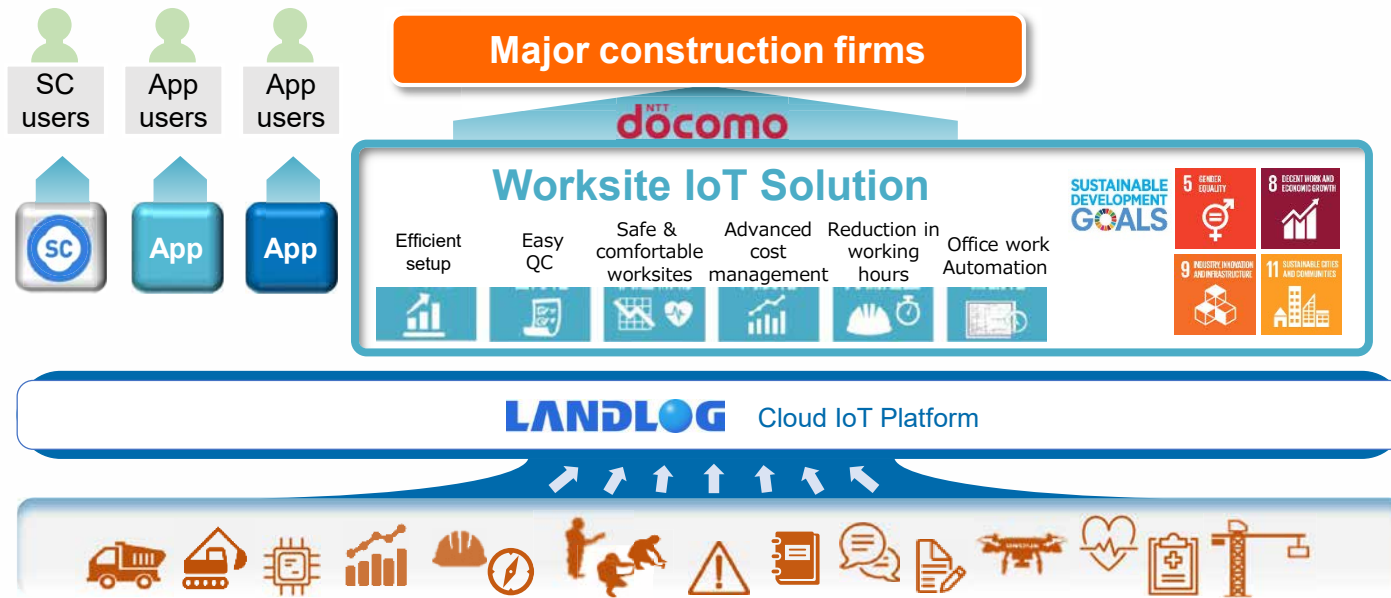 SC
users
App
users
App
users
Major construction firms
NTT
döcomo
SC
App
App
Worksite IoT Solution
Efficient
setup
Easy
QC
Safe &
comfortable
worksites
Advanced
cost
management
Reduction in
working
hours
Office work
Automation
SUSTAINABLE
DEVELOPMENT
GOALS
5 GENDER
EQUALITY
8 DECENT WORK AND
ECONOMIC GROWTH
9 INDUSTRY, INNOVATION
AND INFRASTRUCTURE
11 SUSTAINABLE CITIES
AND COMMUNITIES
LANDLOG Cloud IoT Platform